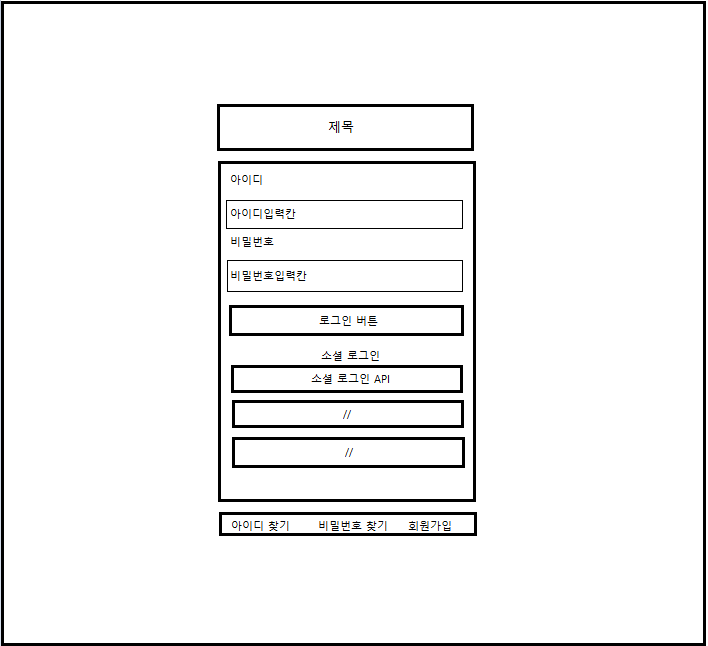 제목
아이디
아이디입력칸
비밀번호
비밀번호입력칸
로그인 버튼
소셜 로그인
소셜 로그인 API
//
//
아이디 찾기 비밀번호 찾기 회원가입